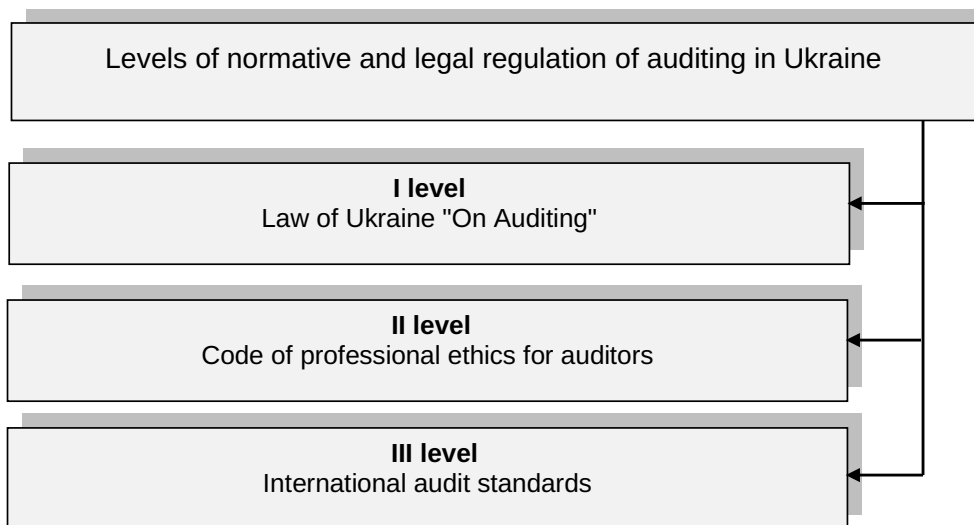 Levels of normative and legal regulation of auditing in Ukraine
I level
Law of Ukraine "On Auditing"
II level
Code of professional ethics for auditors
III level
International audit standards